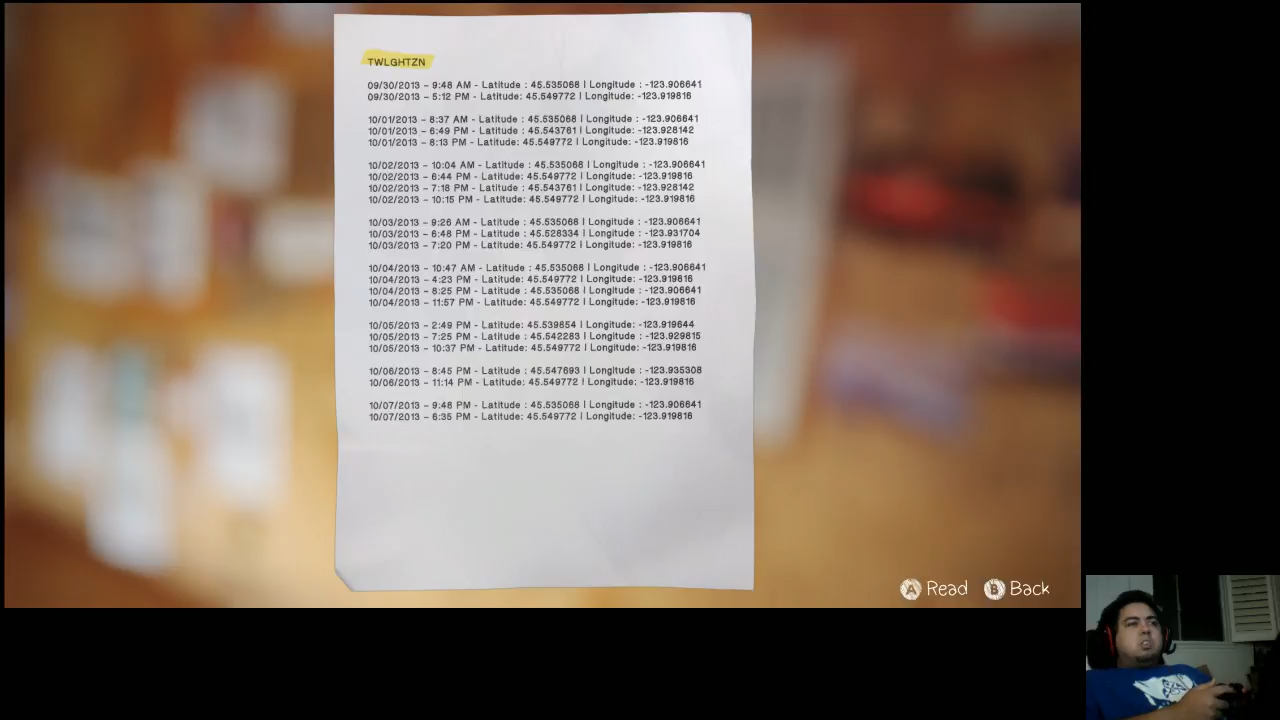 TWLGHTZN
09/30/2013 – 9:48 AM - Latitude : 45.535068 | Longitude : -123.906641
09/30/2013 – 5:12 PM - Latitude: 45.549772 | Longitude: -123.919816
10/01/2013 – 8:37 AM - Latitude : 45.535068 | Longitude : -123.906641
10/01/2013 – 6:49 PM - Latitude : 45.543761 | Longitude: -123.928142
10/01/2013 – 8:13 PM - Latitude: 45.549772 | Longitude: -123.919816
10/02/2013 – 10:04 AM - Latitude : 45.535068 | Longitude : -123.906641
10/02/2013 – 6:44 PM - Latitude: 45.549772 | Longitude: -123.919816
10/02/2013 – 7:18 PM - Latitude : 45.543761 | Longitude: -123.928142
10/02/2013 – 10:15 PM - Latitude: 45.549772 | Longitude: -123.919816
10/03/2013 – 9:26 AM - Latitude : 45.535068 | Longitude : -123.906641
10/03/2013 – 6:48 PM - Latitude : 45.528334 | Longitude: -123.931704
10/03/2013 – 7:20 PM - Latitude: 45.549772 | Longitude: -123.919816
10/04/2013 – 10:47 AM - Latitude : 45.535068 | Longitude : -123.906641
10/04/2013 – 4:23 PM - Latitude: 45.549772 | Longitude: -123.919816
10/04/2013 – 8:25 PM - Latitude : 45.535068 | Longitude : -123.906641
10/04/2013 – 11:57 PM - Latitude: 45.549772 | Longitude: -123.919816
10/05/2013 – 2:49 PM - Latitude: 45.539854 | Longitude: -123.919644
10/05/2013 – 7:25 PM - Latitude : 45.542283 | Longitude: -123.929815
10/05/2013 – 10:37 PM - Latitude: 45.549772 | Longitude: -123.919816
10/06/2013 – 8:45 PM - Latitude : 45.547693 | Longitude : -123.935308
10/06/2013 – 11:14 PM - Latitude: 45.549772 | Longitude: -123.919816
10/07/2013 – 9:48 PM - Latitude : 45.535068 | Longitude : -123.906641
10/07/2013 – 6:35 PM - Latitude: 45.549772 | Longitude: -123.919816
A Read B Back